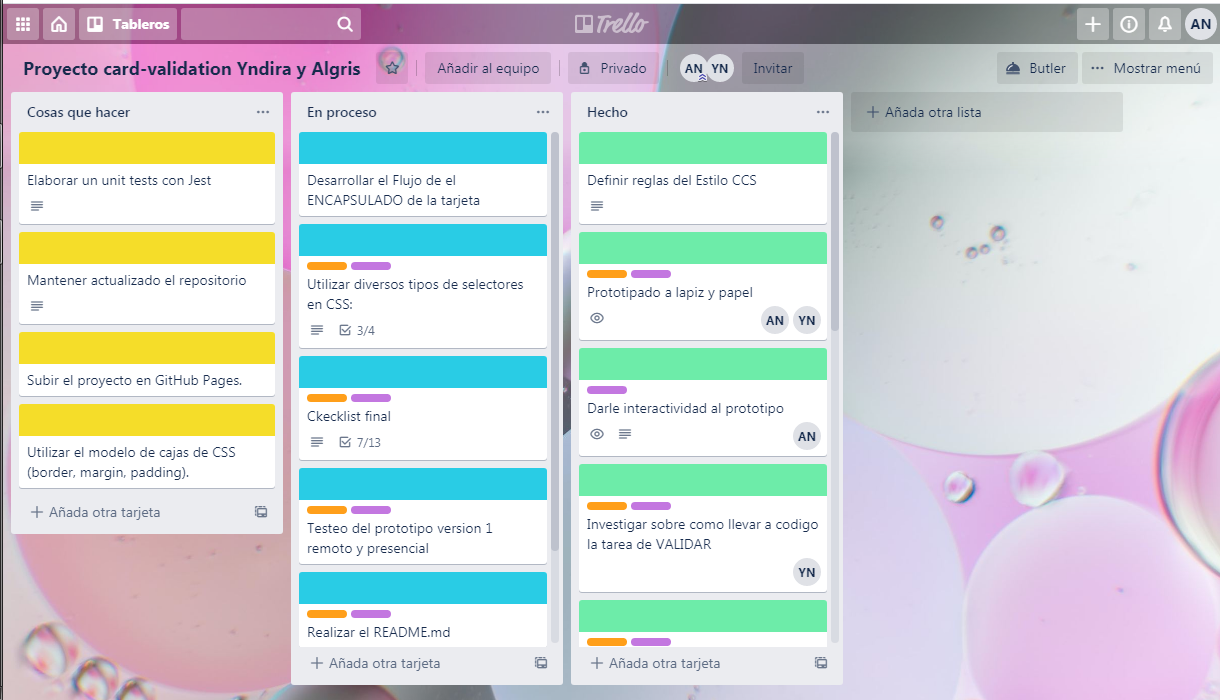 Tableros
Trello
AN
Proyecto card-validation Yndira y Algris
Añadir al equipo
Privado
AN
YN
Invitar
Butler
Mostrar menú
Cosas que hacer
Elaborar un unit tests con Jest
Mantener actualizado el repositorio
Subir el proyecto en GitHub Pages.
Utilizar el modelo de cajas de CSS
(border, margin, padding).
Añada otra tarjeta
En proceso
Desarrollar el Flujo de el
ENCAPSULADO de la tarjeta
Utilizar diversos tipos de selectores
en CSS:
3/4
Ckecklist final
7/13
Testeo del prototipo version 1
remoto y presencial
Realizar el README.md
Añada otra tarjeta
Hecho
Definir reglas del Estilo CCS
Prototipado a lapiz y papel
AN
YN
Darle interactividad al prototipo
AN
Investigar sobre como llevar a codigo
la tarea de VALIDAR
YN
Añada otra tarjeta
Añada otra lista